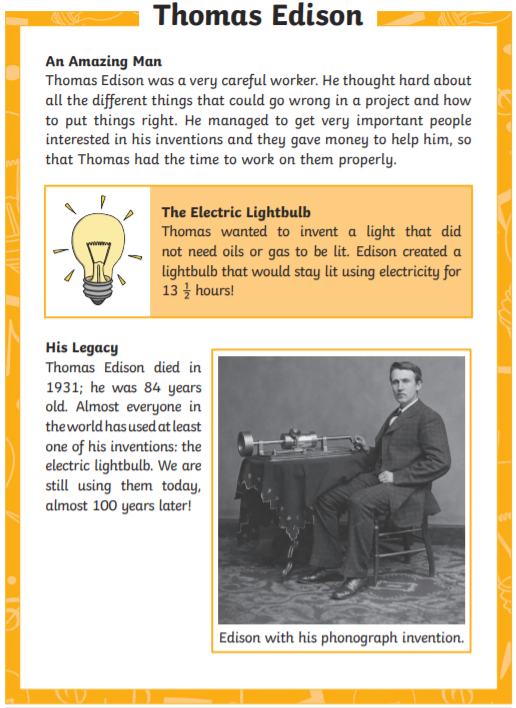 Thomas Edison
An Amazing Man
Thomas Edison was a very careful worker. He thought hard about
all the different things that could go wrong in a project and how
to put things right. He managed to get very important people
interested in his inventions and they gave money to help him, so
that Thomas had the time to work on them properly.
The Electric Lightbulb
Thomas wanted to invent a light that did
not need oils or gas to be lit. Edison created a
lightbulb that would stay lit using electricity for
13 ½ hours!
His Legacy
Thomas Edison died in
1931; he was 84 years
old. Almost everyone in
the world has used at least
one of his inventions: the
electric lightbulb. We are
still using them today,
almost 100 years later!
Edison with his phonograph invention.